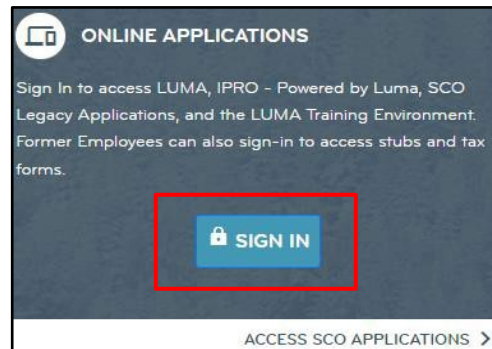 ONLINE APPLICATIONS
Sign In to access LUMA, IPRO - Powered by Luma, SCO
Legacy Applications, and the LUMA Training Environment.
Former Employees can also sign-in to access stubs and tax
forms.
SIGN IN
ACCESS SCO APPLICATIONS >